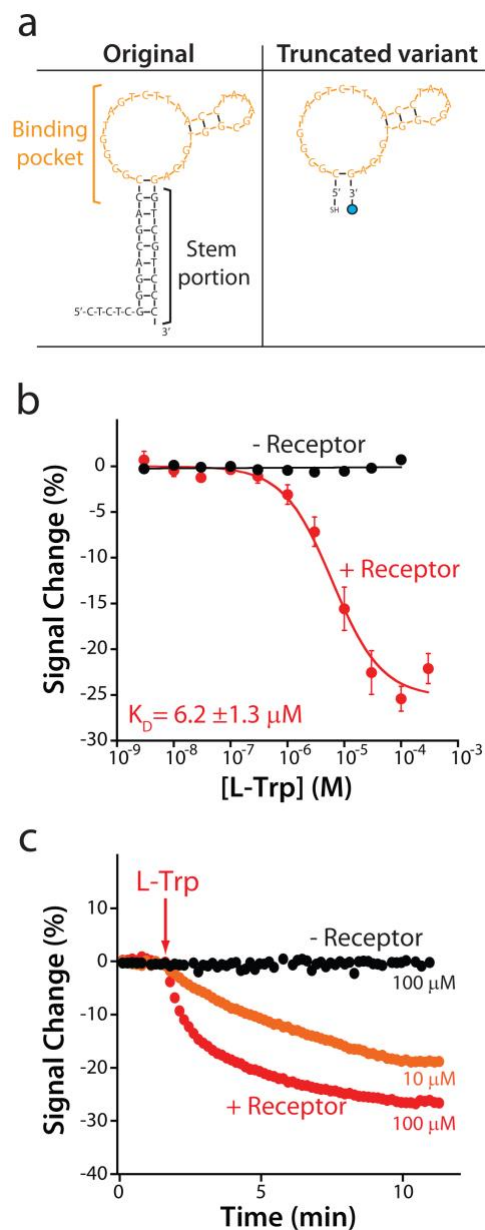 a
Original
Truncated variant
Binding
pocket
Stem
portion
5'-C-T-C-T-C-G
3'
5'
3'
SH
b
Signal Change (%)
0
-5
-10
-15
-20
-25
-30
- Receptor
+ Receptor
K_D = 6.2 ±1.3 μM
10⁻⁹
10⁻⁸
10⁻⁷
10⁻⁶
10⁻⁵
10⁻⁴
10⁻³
[L-Trp] (M)
c
Signal Change (%)
10
0
-10
-20
-30
-40
L-Trp
- Receptor
100 μM
10 μM
+ Receptor
100 μM
0
5
10
Time (min)